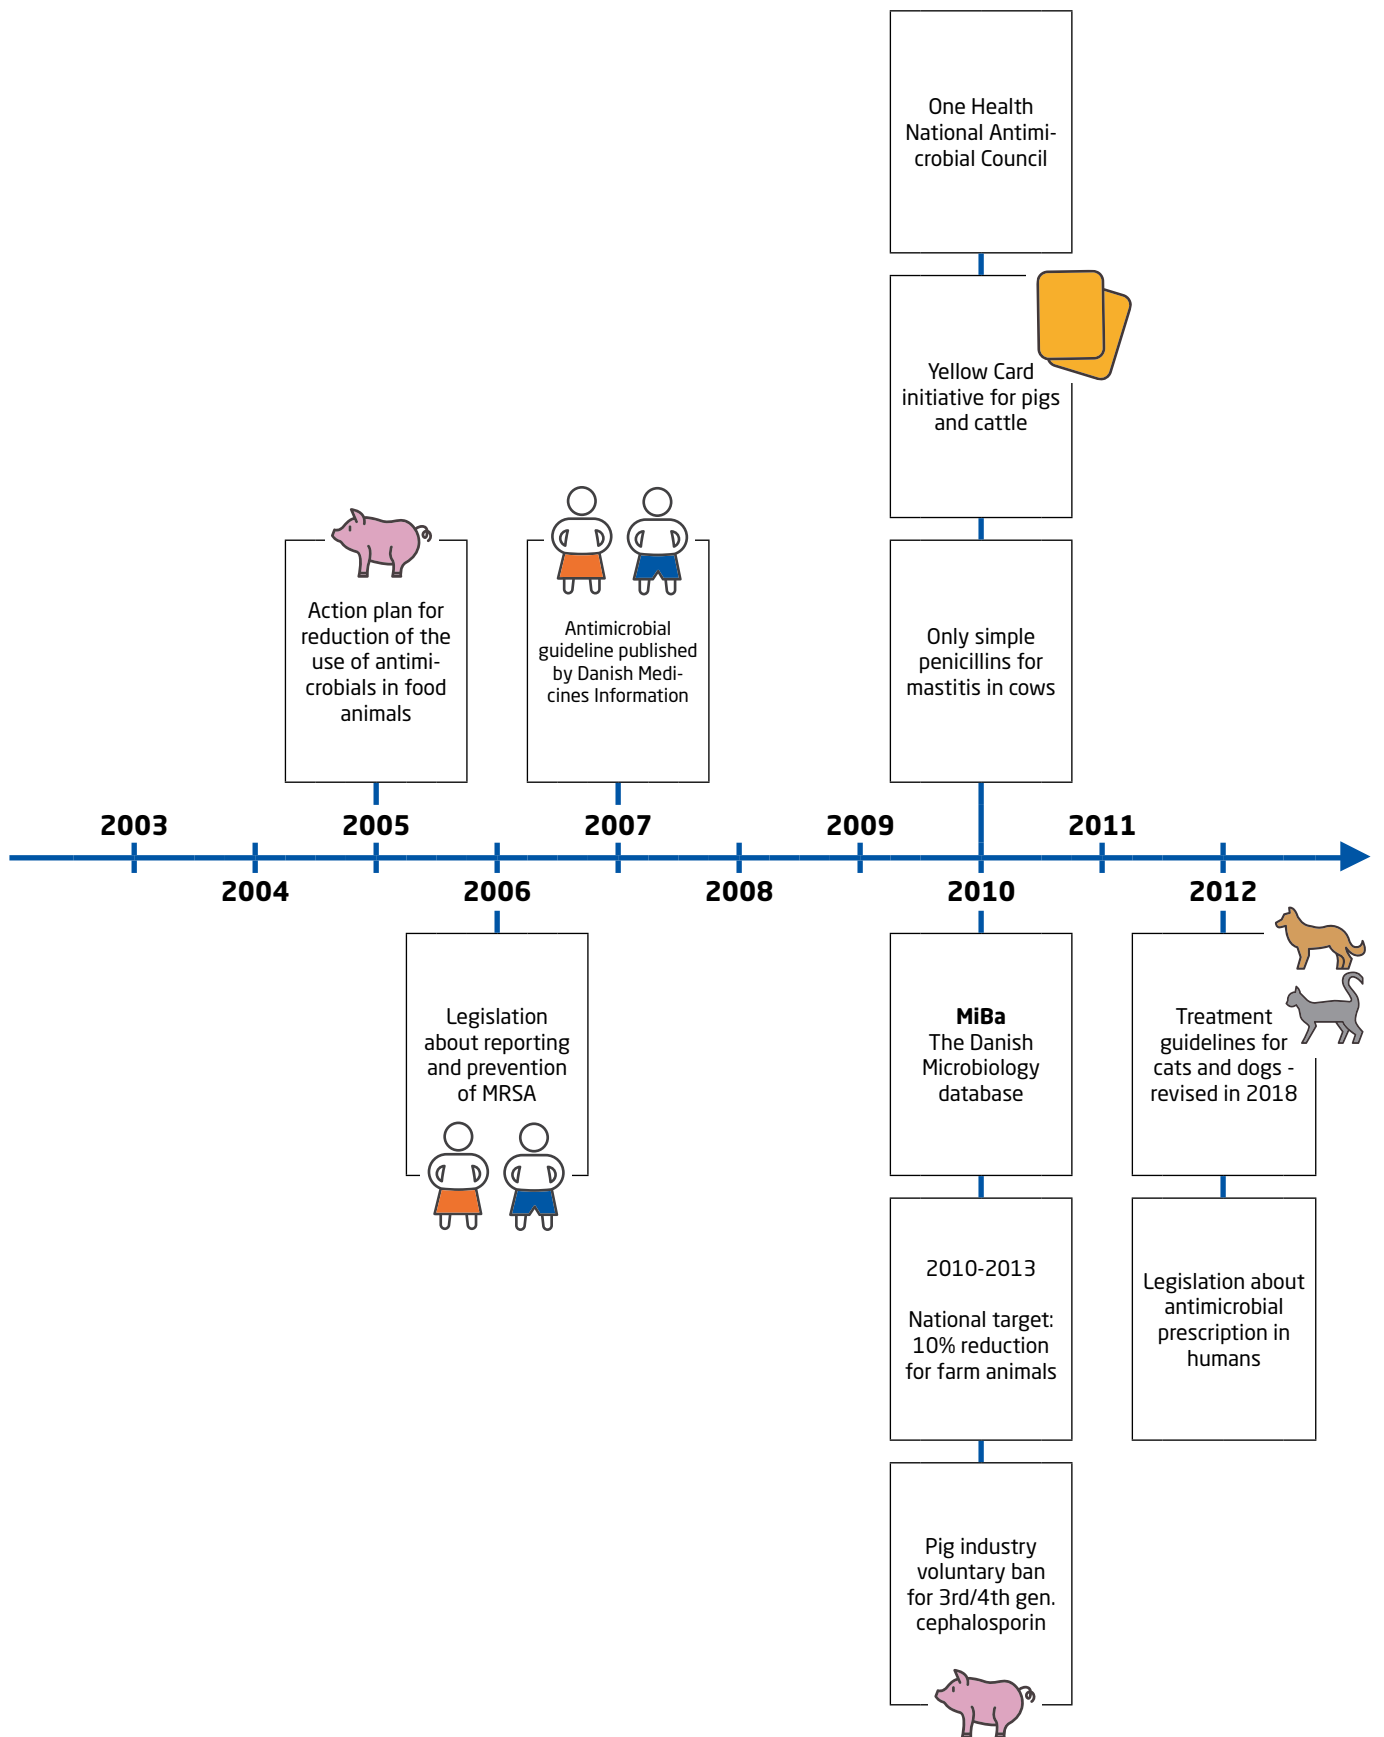 One Health
National Antimi-
crobial Council
Yellow Card
initiative for pigs
and cattle
Action plan for
reduction of the
use of antimi-
crobials in food
animals
Antimicrobial
guideline published
by Danish Medi-
cines Information
Only simple
penicillins for
mastitis in cows
2003
2005
2007
2009
2011
2004
2006
2008
2010
2012
Legislation
about reporting
and prevention
of MRSA
MiBa
The Danish
Microbiology
database
Treatment
guidelines for
cats and dogs -
revised in 2018
2010-2013
National target:
10% reduction
for farm animals
Legislation about
antimicrobial
prescription in
humans
Pig industry
voluntary ban
for 3rd/4th gen.
cephalosporin